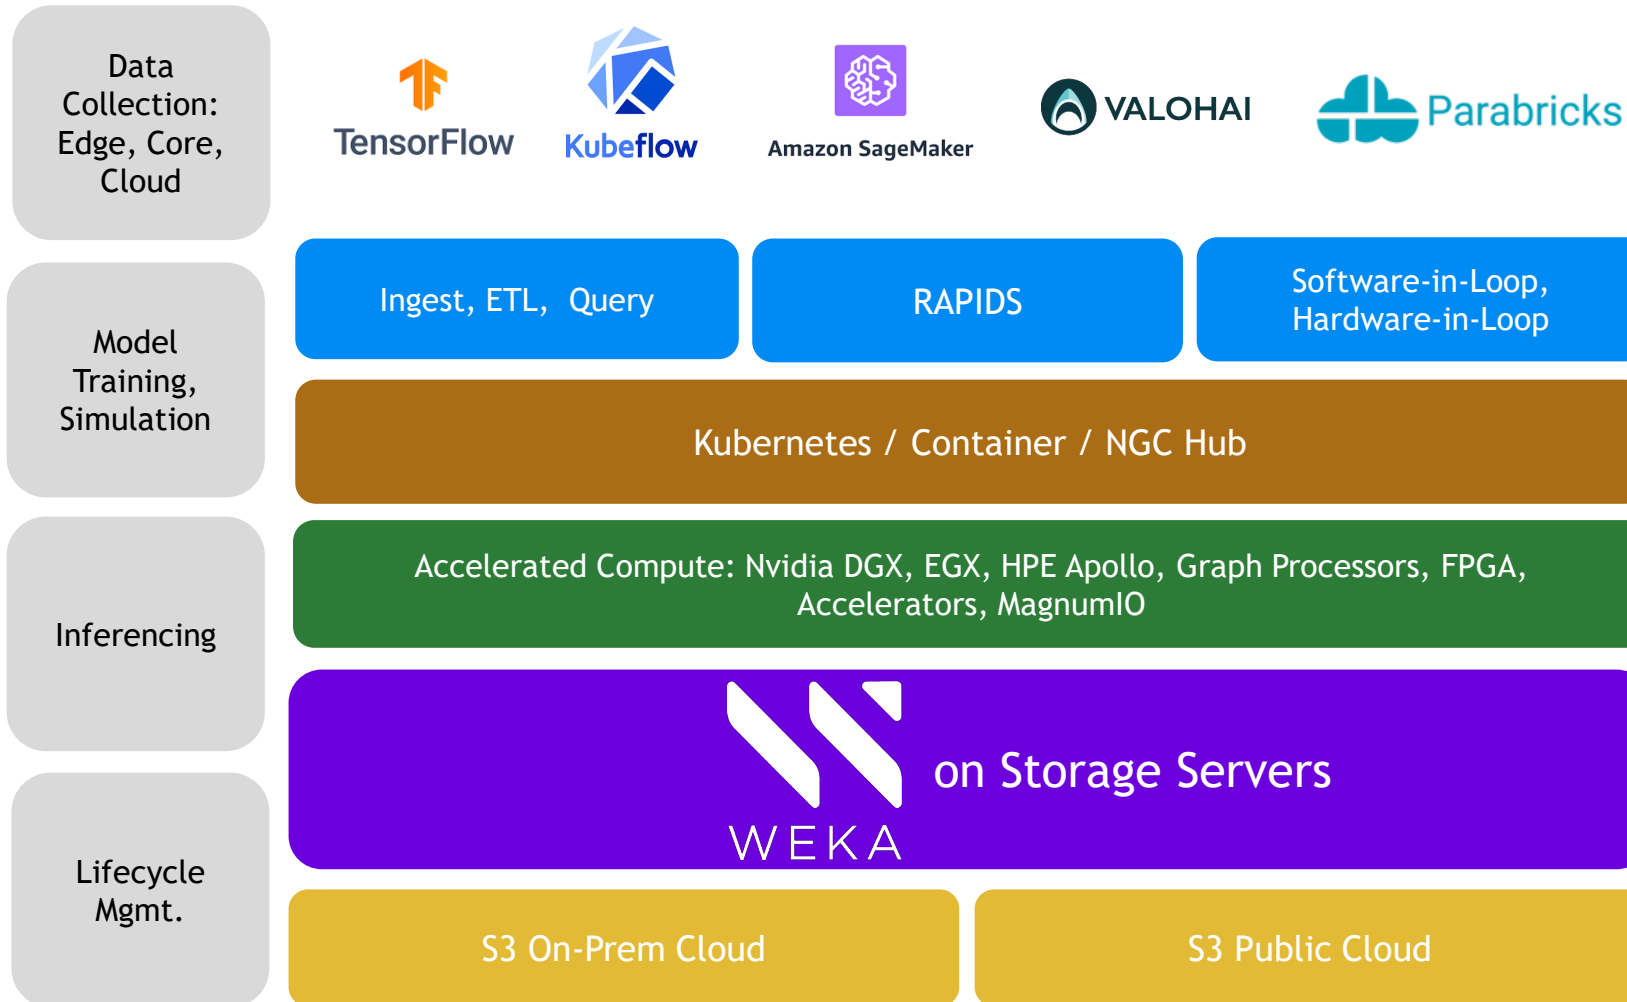 Data
Collection:
Edge, Core,
Cloud
TensorFlow
Kubeflow
Amazon SageMaker
VALOHAI
Parabricks
Model
Training,
Simulation
Ingest, ETL, Query
RAPIDS
Software-in-Loop,
Hardware-in-Loop
Kubernetes / Container / NGC Hub
Inferencing
Accelerated Compute: Nvidia DGX, EGX, HPE Apollo, Graph Processors, FPGA,
Accelerators, MagnumIO
WEKA
on Storage Servers
Lifecycle
Mgmt.
S3 On-Prem Cloud
S3 Public Cloud